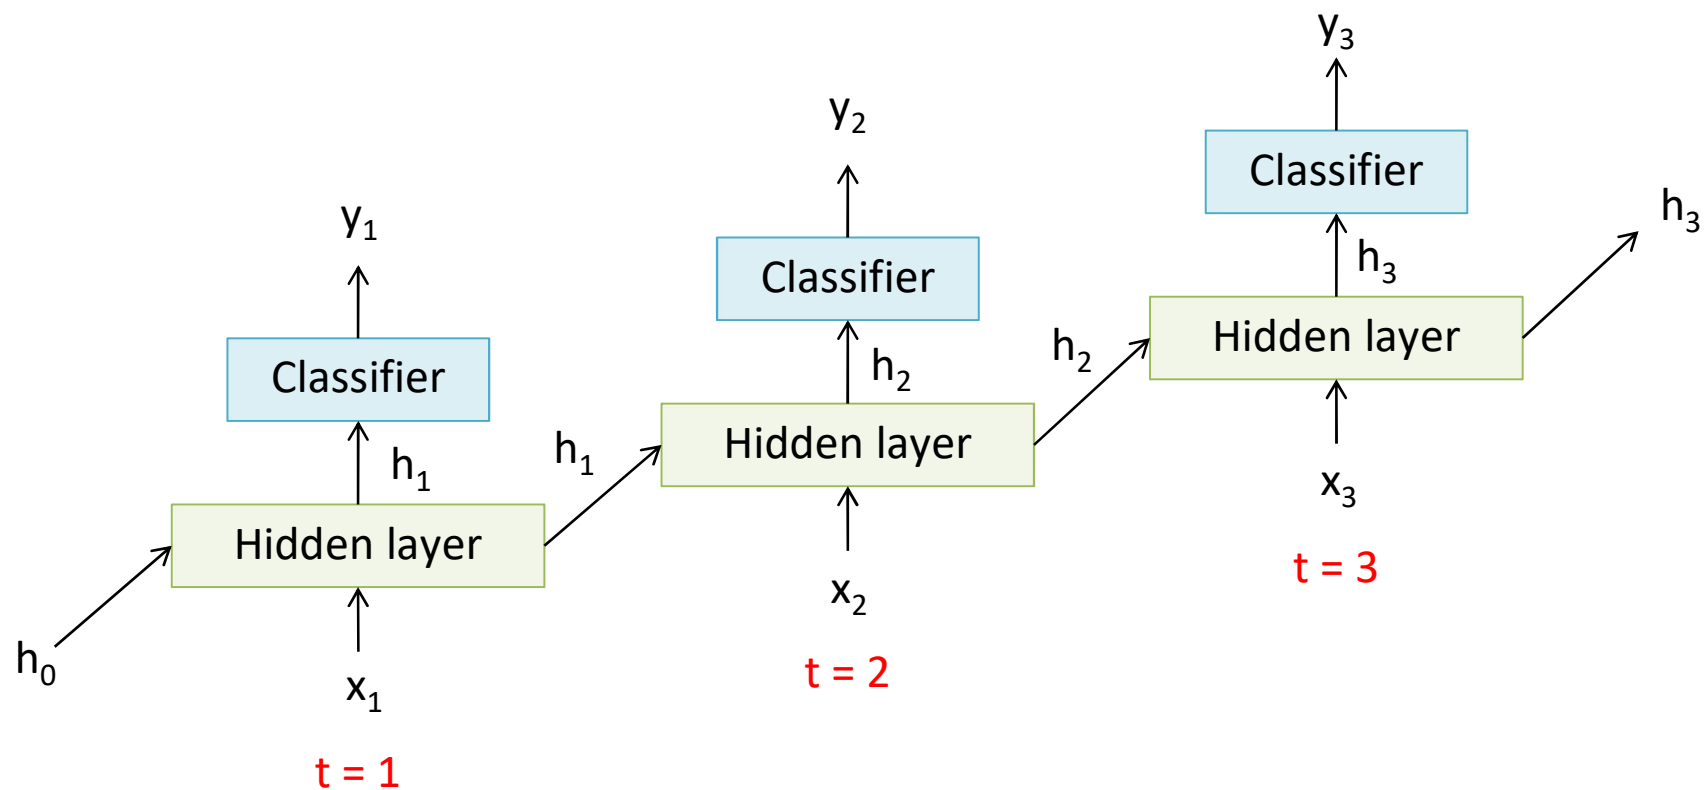 y₁
Classifier
h₁
Hidden layer
h₀
x₁
t = 1
h₁
y₂
Classifier
h₂
Hidden layer
x₂
t = 2
h₂
y₃
Classifier
h₃
Hidden layer
x₃
t = 3
h₃